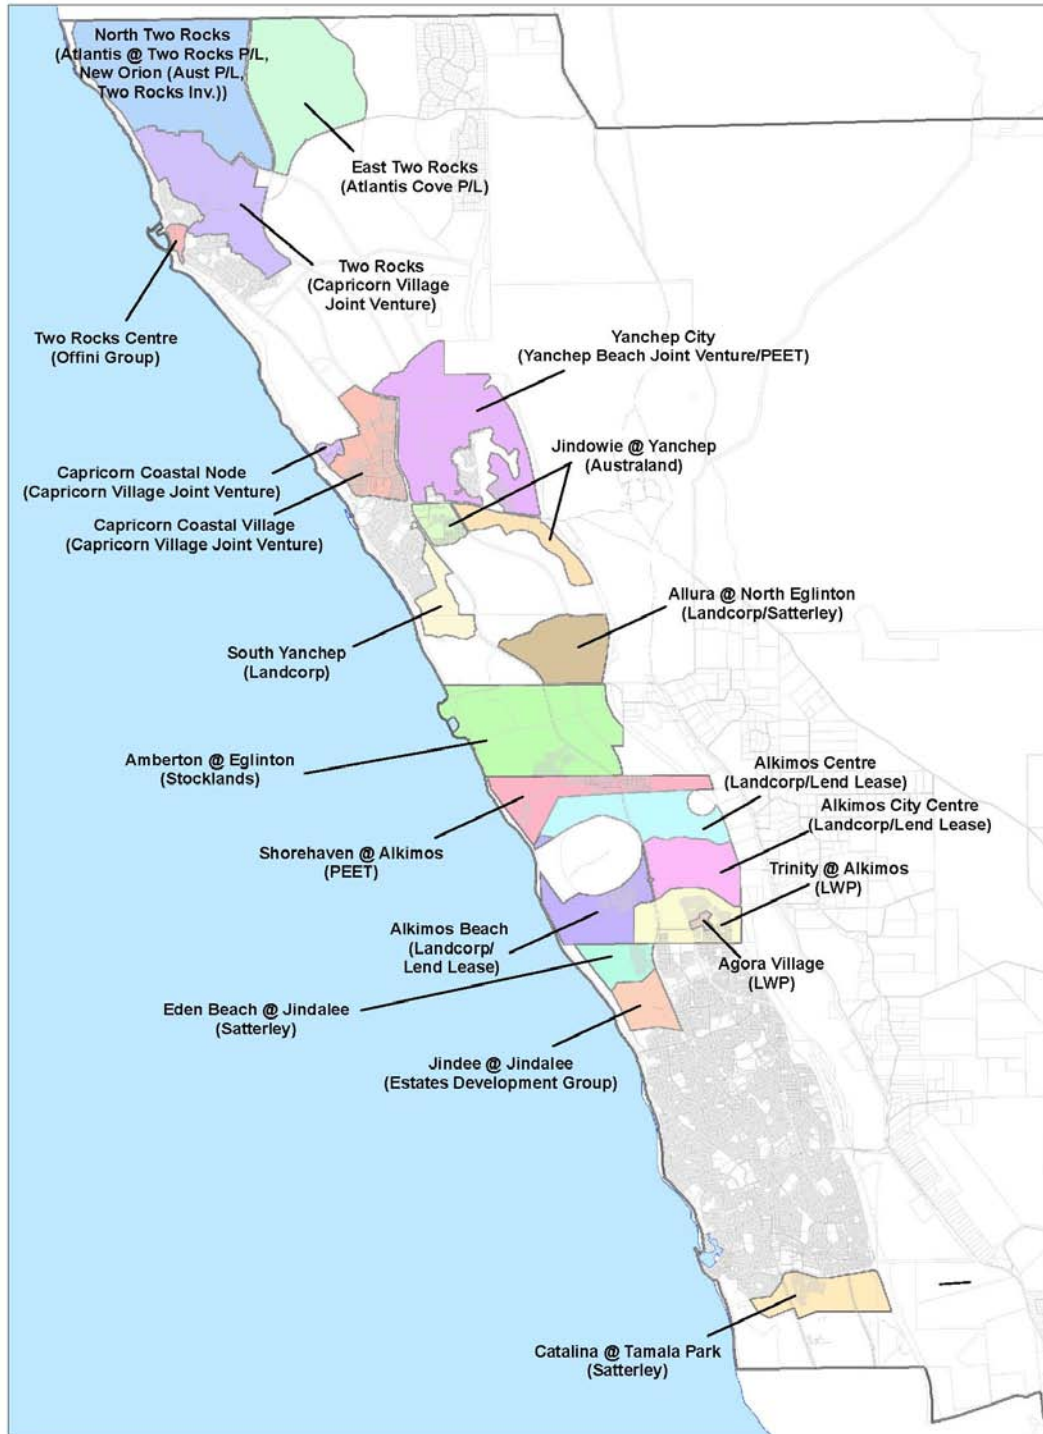 North Two Rocks
(Atlantis @ Two Rocks P/L,
New Orion (Aust P/L,
Two Rocks Inv.))
East Two Rocks
(Atlantis Cove P/L)
Two Rocks
(Capricorn Village
Joint Venture)
Two Rocks Centre
(Offini Group)
Yanchep City
(Yanchep Beach Joint Venture/PEET)
Jindowie @ Yanchep
(Australand)
Capricorn Coastal Node
(Capricorn Village Joint Venture)
Capricorn Coastal Village
(Capricorn Village Joint Venture)
Allura @ North Eglinton
(Landcorp/Satterley)
South Yanchep
(Landcorp)
Amberton @ Eglinton
(Stocklands)
Alkimos Centre
(Landcorp/Lend Lease)
Alkimos City Centre
(Landcorp/Lend Lease)
Shorehaven @ Alkimos
(PEET)
Trinity @ Alkimos
(LWP)
Alkimos Beach
(Landcorp/
Lend Lease)
Agora Village
(LWP)
Eden Beach @ Jindalee
(Satterley)
Jindee @ Jindalee
(Estates Development Group)
Catalina @ Tamala Park
(Satterley)